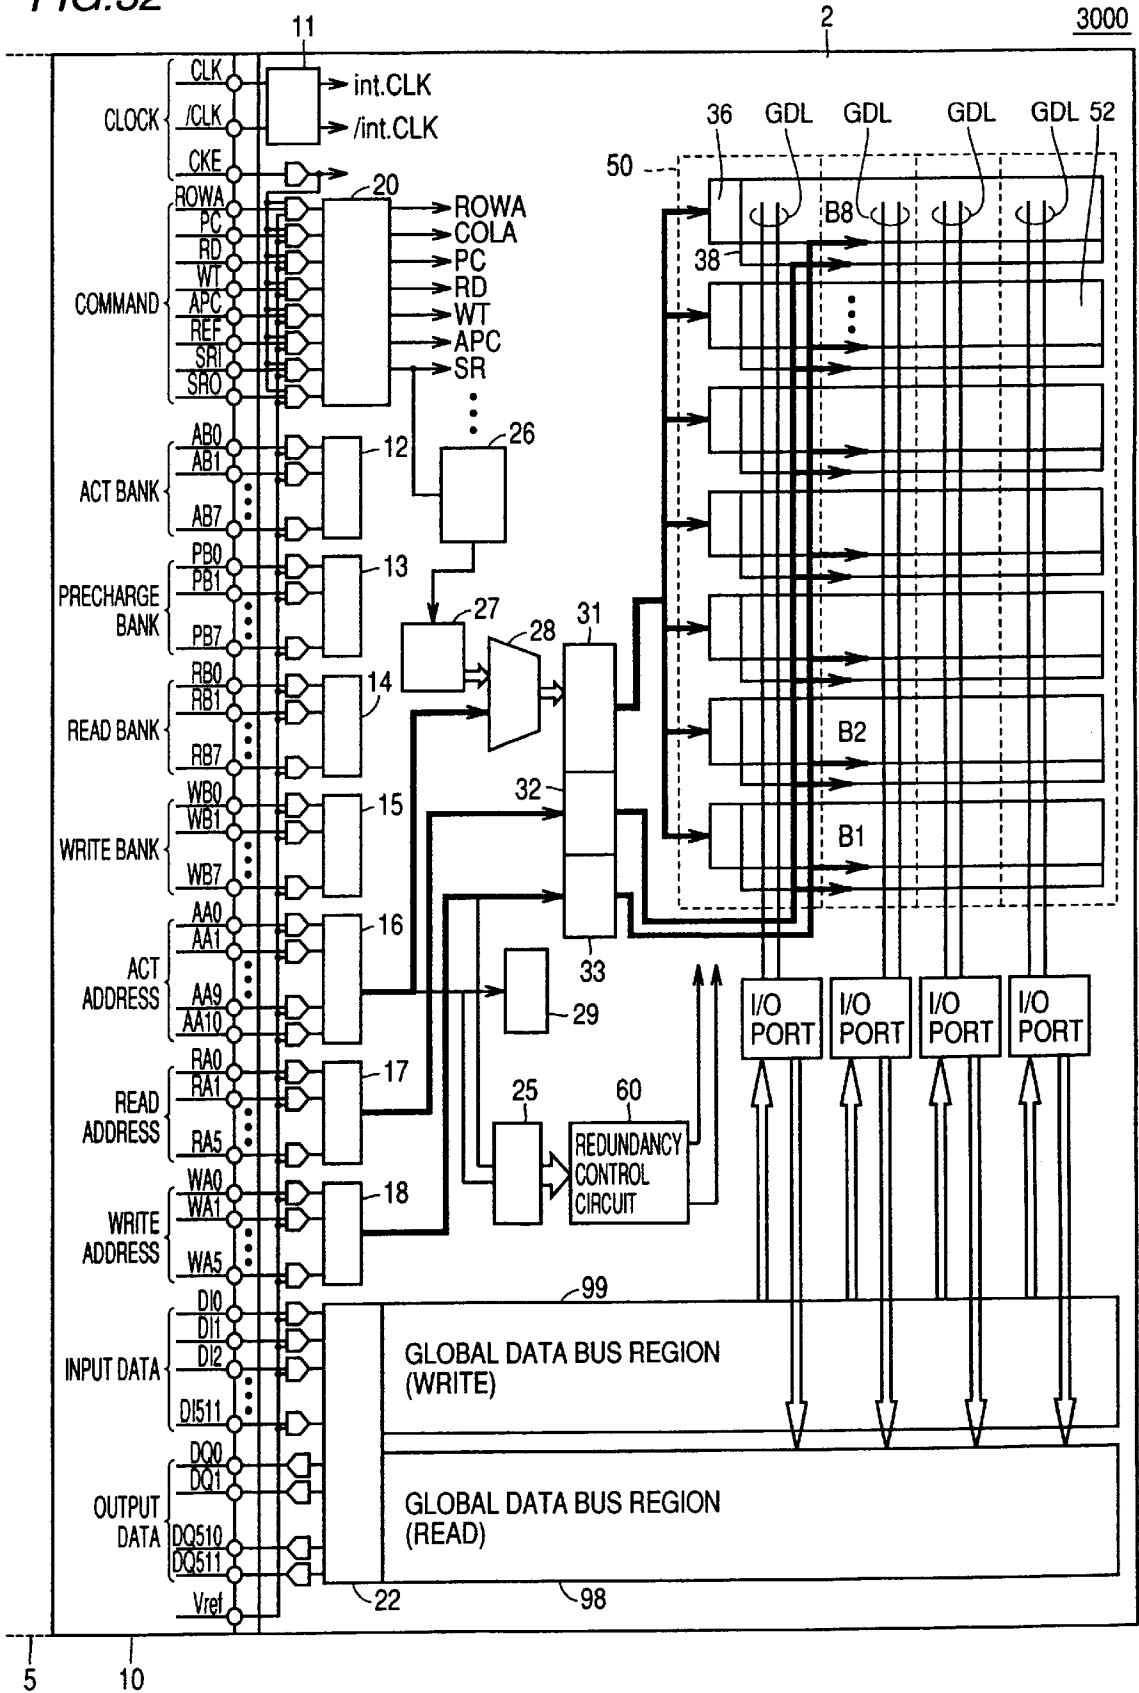 FIG.32
11
2
3000
CLOCK
CLK
/CLK
CKE
int.CLK
/int.CLK
36
GDL
GDL
GDL
GDL
52
50
38
B8
B2
B1
COMMAND
ROWA
PC
RD
WT
APC
REF
SRI
SRO
20
ROWA
COLA
PC
RD
WT
APC
SR
26
ACT BANK
AB0
AB1
AB7
12
PRECHARGE
BANK
PB0
PB1
PB7
13
27
28
31
READ BANK
RB0
RB1
RB7
14
32
WRITE BANK
WB0
WB1
WB7
15
33
ACT
ADDRESS
AA0
AA1
AA9
AA10
16
29
I/O
PORT
I/O
PORT
I/O
PORT
I/O
PORT
READ
ADDRESS
RA0
RA1
RA5
17
25
60
REDUNDANCY
CONTROL
CIRCUIT
WRITE
ADDRESS
WA0
WA1
WA5
18
99
INPUT DATA
DI0
DI1
DI2
DI511
GLOBAL DATA BUS REGION
(WRITE)
OUTPUT
DATA
DQ0
DQ1
DQ510
DQ511
GLOBAL DATA BUS REGION
(READ)
Vref
22
98
5
10